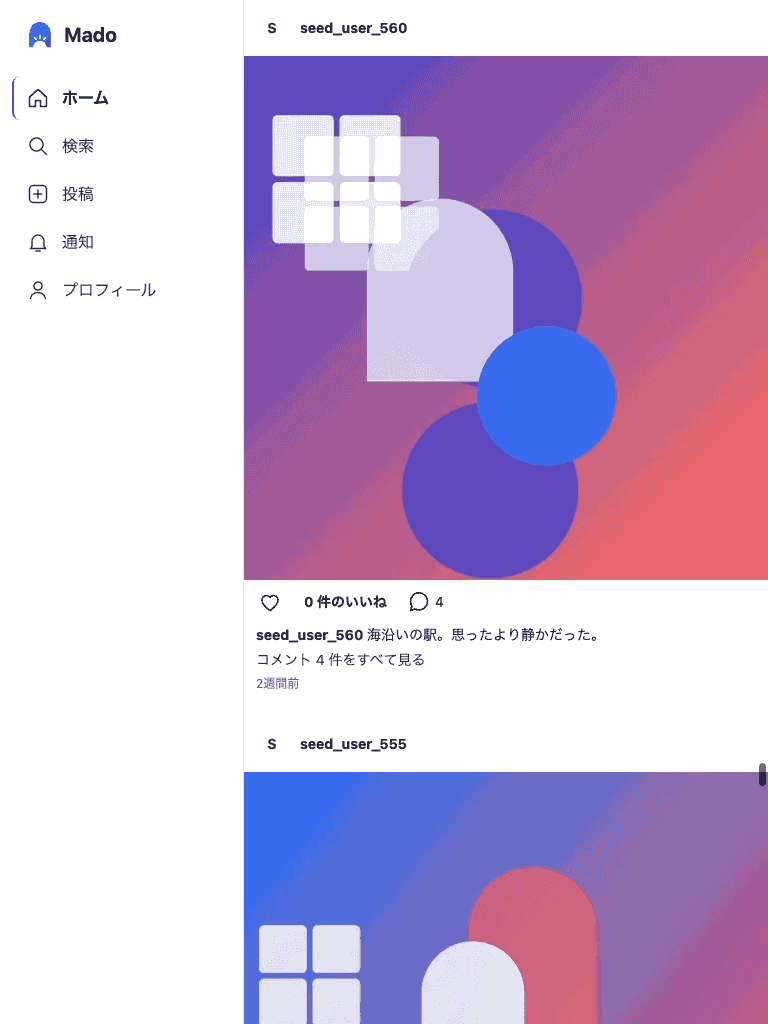 Mado
ホーム
検索
投稿
通知
プロフィール
S seed_user_560
0 件のいいね 4
seed_user_560 海沿いの駅。思ったより静かだった。
コメント 4 件をすべて見る
2週間前
S seed_user_555